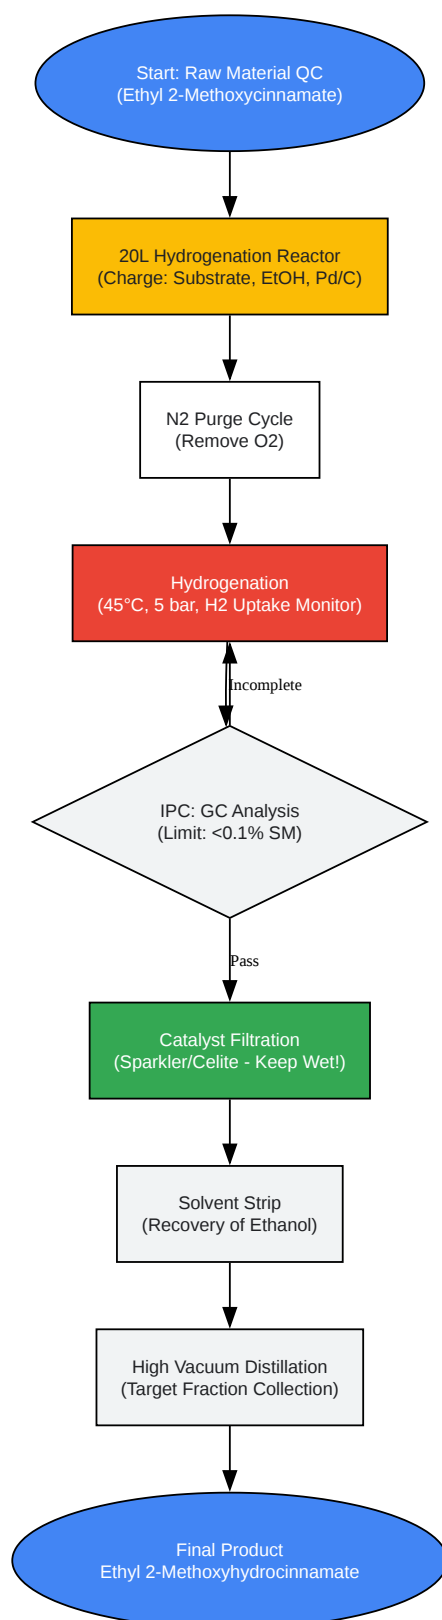 Start: Raw Material QC
(Ethyl 2-Methoxycinnamate)
20L Hydrogenation Reactor
(Charge: Substrate, EtOH, Pd/C)
N2 Purge Cycle
(Remove O2)
Hydrogenation
(45°C, 5 bar, H2 Uptake Monitor)
Incomplete
IPC: GC Analysis
(Limit: <0.1% SM)
Pass
Catalyst Filtration
(Sparkler/Celite - Keep Wet!)
Solvent Strip
(Recovery of Ethanol)
High Vacuum Distillation
(Target Fraction Collection)
Final Product
Ethyl 2-Methoxyhydrocinnamate